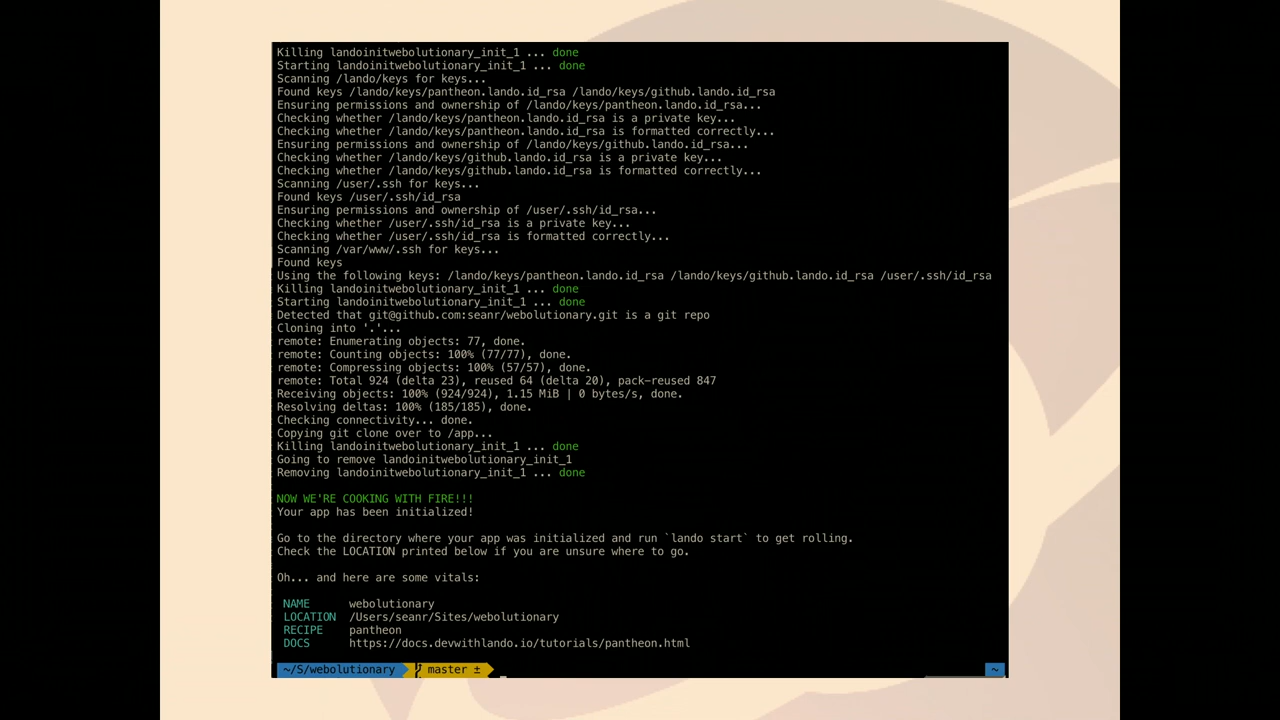 Killing landoinitwebolutionary_init_1 ... done
Starting landoinitwebolutionary_init_1 ... done
Scanning /lando/keys for keys...
Found keys /lando/keys/pantheon.lando.id_rsa /lando/keys/github.lando.id_rsa
Ensuring permissions and ownership of /lando/keys/pantheon.lando.id_rsa...
Checking whether /lando/keys/pantheon.lando.id_rsa is a private key...
Checking whether /lando/keys/pantheon.lando.id_rsa is formatted correctly...
Ensuring permissions and ownership of /lando/keys/github.lando.id_rsa...
Checking whether /lando/keys/github.lando.id_rsa is a private key...
Checking whether /lando/keys/github.lando.id_rsa is formatted correctly...
Scanning /user/.ssh for keys...
Found keys /user/.ssh/id_rsa
Ensuring permissions and ownership of /user/.ssh/id_rsa...
Checking whether /user/.ssh/id_rsa is a private key...
Checking whether /user/.ssh/id_rsa is formatted correctly...
Scanning /var/www/.ssh for keys...
Found keys
Using the following keys: /lando/keys/pantheon.lando.id_rsa /lando/keys/github.lando.id_rsa /user/.ssh/id_rsa
Killing landoinitwebolutionary_init_1 ... done
Starting landoinitwebolutionary_init_1 ... done
Detected that git@github.com:seanr/webolutionary.git is a git repo
Cloning into '.'...
remote: Enumerating objects: 77, done.
remote: Counting objects: 100% (77/77), done.
remote: Compressing objects: 100% (57/57), done.
remote: Total 924 (delta 23), reused 64 (delta 20), pack-reused 847
Receiving objects: 100% (924/924), 1.15 MiB | 0 bytes/s, done.
Resolving deltas: 100% (185/185), done.
Checking connectivity... done.
Copying git clone over to /app...
Killing landoinitwebolutionary_init_1 ... done
Going to remove landoinitwebolutionary_init_1
Removing landoinitwebolutionary_init_1 ... done
NOW WE'RE COOKING WITH FIRE!!!
Your app has been initialized!
Go to the directory where your app was initialized and run `lando start` to get rolling.
Check the LOCATION printed below if you are unsure where to go.
Oh... and here are some vitals:
NAME webolutionary
LOCATION /Users/seanr/Sites/webolutionary
RECIPE pantheon
DOCS https://docs.devwithlando.io/tutorials/pantheon.html
~/S/webolutionary master ± ~